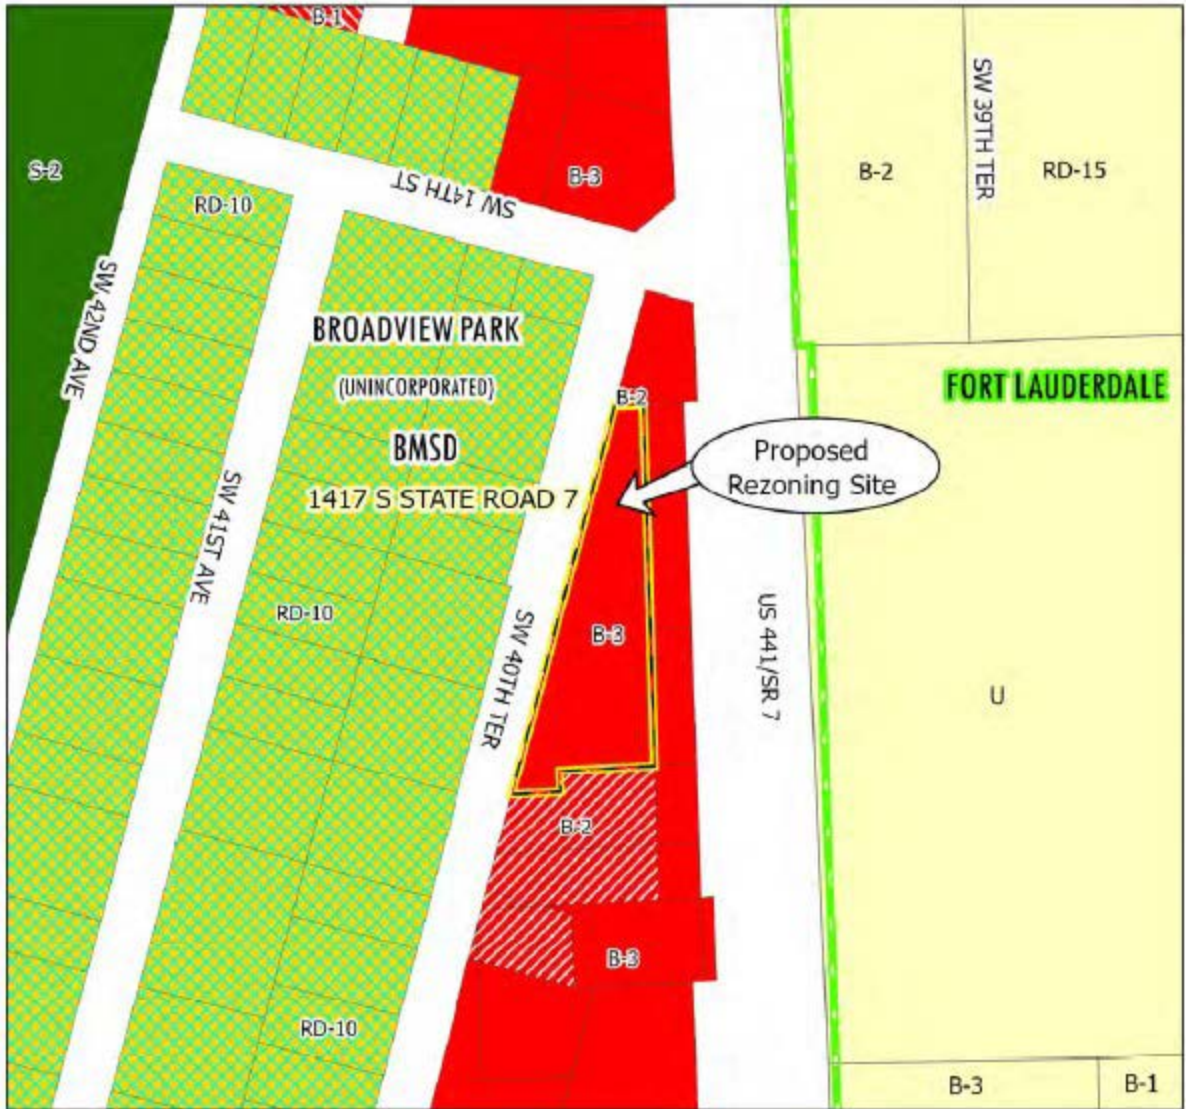 B-1
S-2
B-3
B-2
SW 39TH TER
RD-15
RD-10
SW 14TH ST
SW 42ND AVE
BROADVIEW PARK
(UNINCORPORATED)
BMSD
1417 S STATE ROAD 7
B-2
FORT LAUDERDALE
Proposed
Rezoning Site
SW 41ST AVE
RD-10
SW 40TH TER
B-3
US 441/SR 7
U
B-2
B-3
RD-10
B-3
B-1